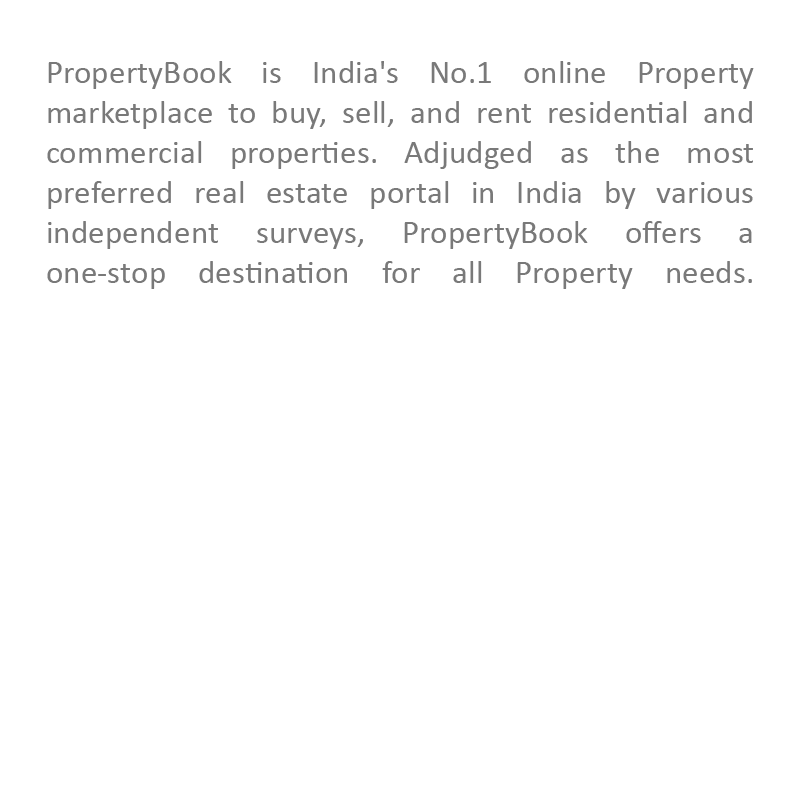 PropertyBook is India's No.1 online Property
marketplace to buy, sell, and rent residential and
commercial properties. Adjudged as the most
preferred real estate portal in India by various
independent surveys, PropertyBook offers a
one-stop destination for all Property needs.